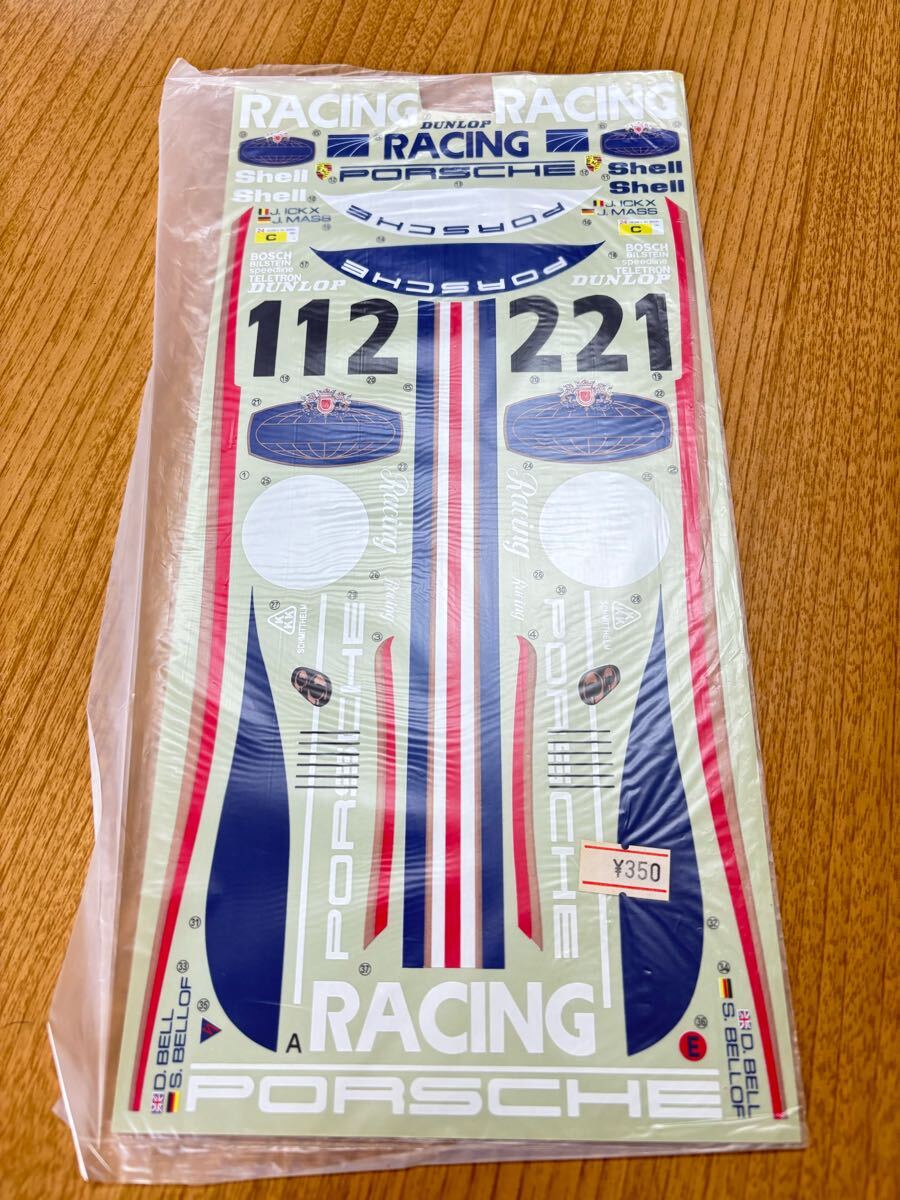 RACING RACING
DUNLOP
RACING
PORSCHE
Shell
Shell
Shell
Shell
J. ICKX
J. MASS
J. ICKX
J. MASS
24
C
24
C
PORSCHE
PORSCHE
BOSCH
BILSTEIN
speedline
TELETRON
DUNLOP
BOSCH
BILSTEIN
speedline
TELETRON
DUNLOP
112
221
Racing
Racing
Racing
Racing
SCHMITTHELM
SCHMITTHELM
PORSCHE
PORSCHE
¥350
D. BELL
S. BELLOF
D. BELL
S. BELLOF
A
RACING
E
PORSCHE